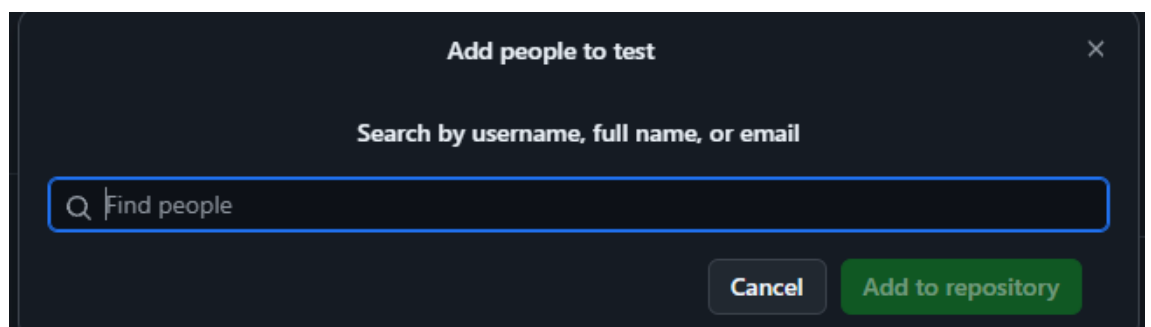 Add people to test
Search by username, full name, or email
Find people
Cancel
Add to repository